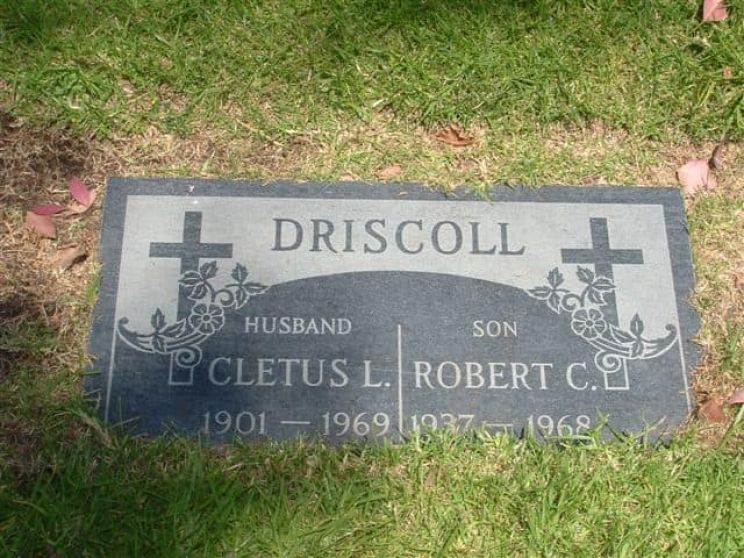 DRISCOLL
HUSBAND
CLETUS L.
1901 — 1969
SON
ROBERT C.
1937 — 1968